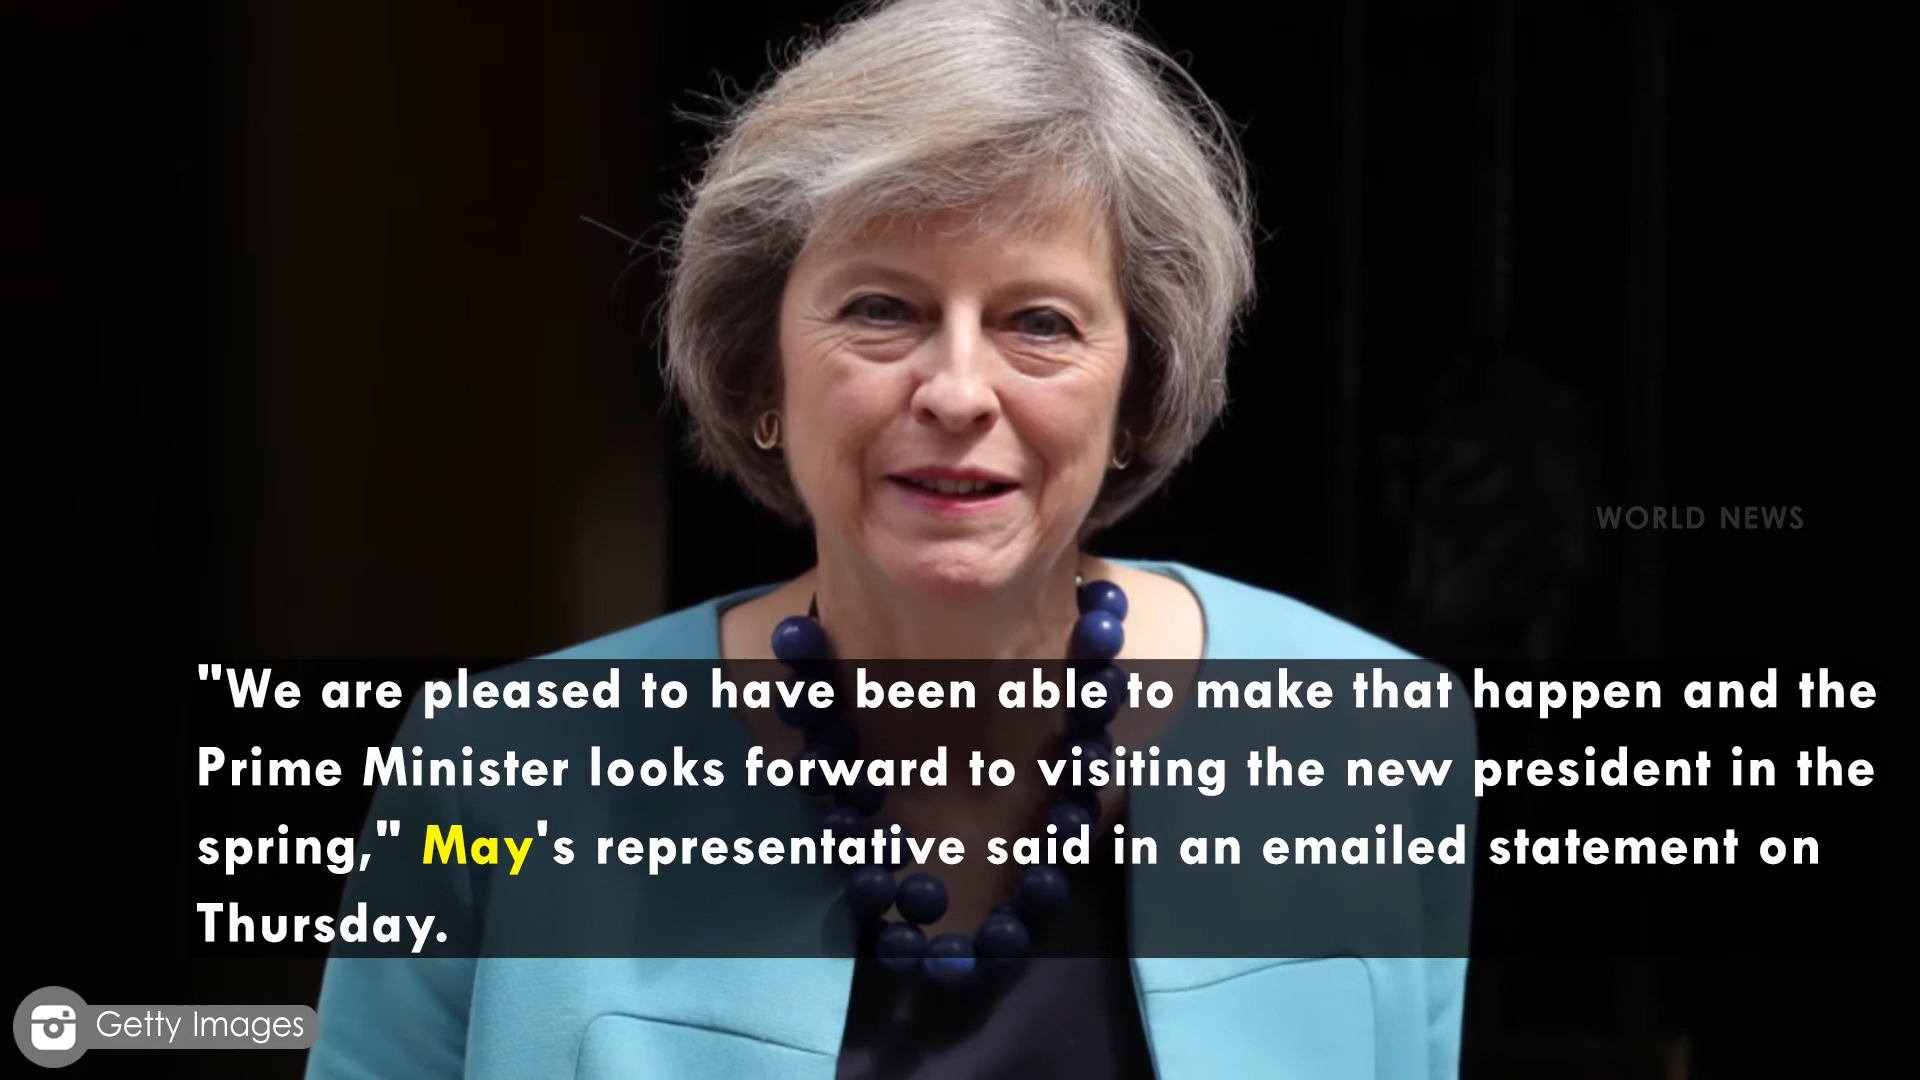 WORLD NEWS
"We are pleased to have been able to make that happen and the
Prime Minister looks forward to visiting the new president in the
spring," May's representative said in an emailed statement on
Thursday.
Getty Images